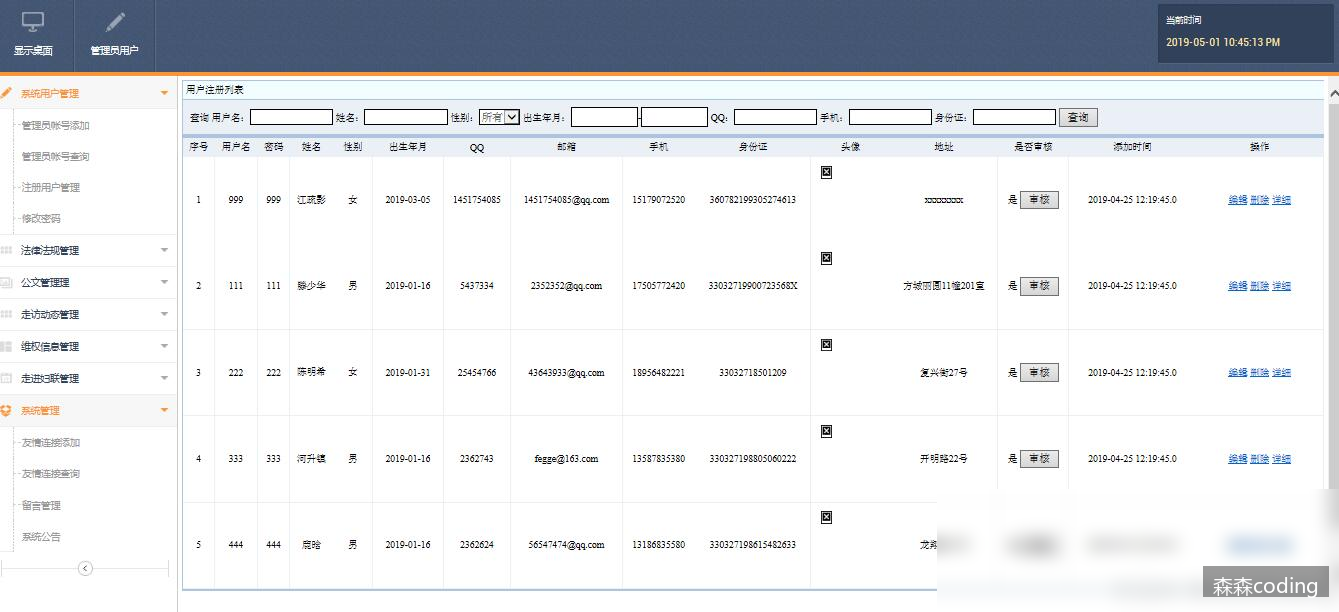 显示桌面 管理员用户
当前时间
2019-05-01 10:45:13 PM
系统用户管理
管理员帐号添加
管理员帐号查询
注册用户管理
修改密码
法律法规管理
公文管理理
走访动态管理
维权信息管理
走进妇联管理
系统管理
友情连接添加
友情连接查询
留言管理
系统公告
用户注册列表
查询 用户名: 姓名: 性别: 所有 出生年月: - QQ: 手机: 身份证: 查询
序号 用户名 密码 姓名 性别 出生年月 QQ 邮箱 手机 身份证 头像 地址 是否审核 添加时间 操作
1 999 999 江疏影 女 2019-03-05 1451754085 1451754085@qq.com 15179072520 360782199305274613 xxxxxxxx 是 审核 2019-04-25 12:19:45.0 编辑 删除 详细
2 111 111 滕少华 男 2019-01-16 5437334 2352352@qq.com 17505772420 33032719900723568X 方城丽园11幢201室 是 审核 2019-04-25 12:19:45.0 编辑 删除 详细
3 222 222 陈明希 女 2019-01-31 25454766 43643933@qq.com 18956482221 33032718501209 复兴街27号 是 审核 2019-04-25 12:19:45.0 编辑 删除 详细
4 333 333 河升镇 男 2019-01-16 2362743 fegge@163.com 13587835380 330327198805060222 开明路22号 是 审核 2019-04-25 12:19:45.0 编辑 删除 详细
5 444 444 鹿晗 男 2019-01-16 2362624 56547474@qq.com 13186835580 330327198615482633 龙
森森coding